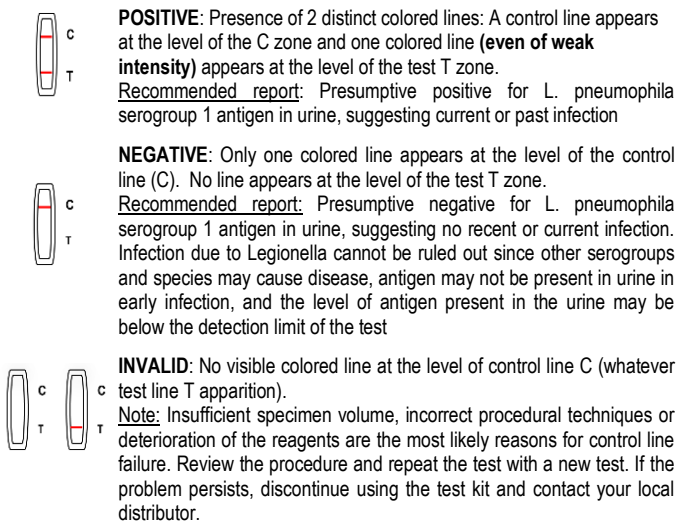 POSITIVE: Presence of 2 distinct colored lines: A control line appears
C
at the level of the C zone and one colored line (even of weak
intensity) appears at the level of the test T zone.
T
Recommended report: Presumptive positive for L. pneumophila
serogroup 1 antigen in urine, suggesting current or past infection
NEGATIVE: Only one colored line appears at the level of the control
line (C). No line appears at the level of the test T zone.
C
Recommended report: Presumptive negative for L. pneumophila
serogroup 1 antigen in urine, suggesting no recent or current infection.
T
Infection due to Legionella cannot be ruled out since other serogroups
and species may cause disease, antigen may not be present in urine in
early infection, and the level of antigen present in the urine may be
below the detection limit of the test
INVALID: No visible colored line at the level of control line C (whatever
C C
test line T apparition).
Note: Insufficient specimen volume, incorrect procedural techniques or
T T
deterioration of the reagents are the most likely reasons for control line
failure. Review the procedure and repeat the test with a new test. If the
problem persists, discontinue using the test kit and contact your local
distributor.